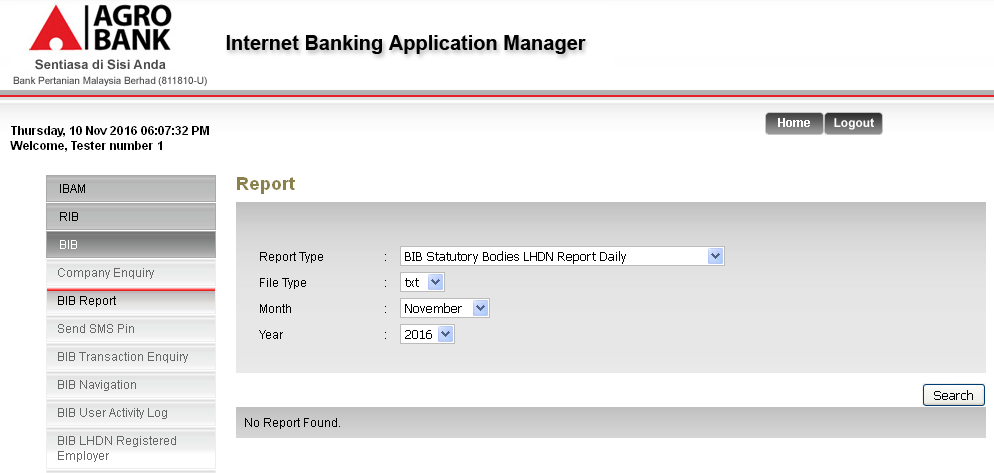 AGRO
BANK
Sentiasa di Sisi Anda
Bank Pertanian Malaysia Berhad (811810-U)
Internet Banking Application Manager
Thursday, 10 Nov 2016 06:07:32 PM
Welcome, Tester number 1
Home
Logout
IBAM
RIB
BIB
Company Enquiry
BIB Report
Send SMS Pin
BIB Transaction Enquiry
BIB Navigation
BIB User Activity Log
BIB LHDN Registered
Employer
Report
Report Type : BIB Statutory Bodies LHDN Report Daily
File Type : txt
Month : November
Year : 2016
Search
No Report Found.